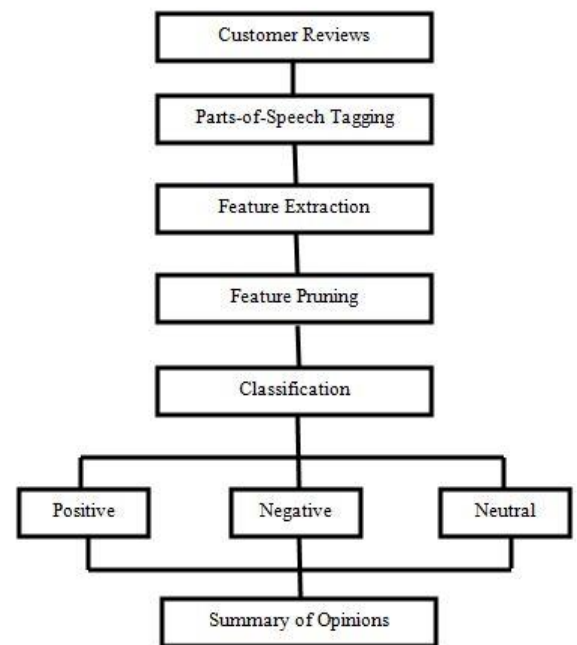 Customer Reviews
Parts-of-Speech Tagging
Feature Extraction
Feature Pruning
Classification
Positive
Negative
Neutral
Summary of Opinions